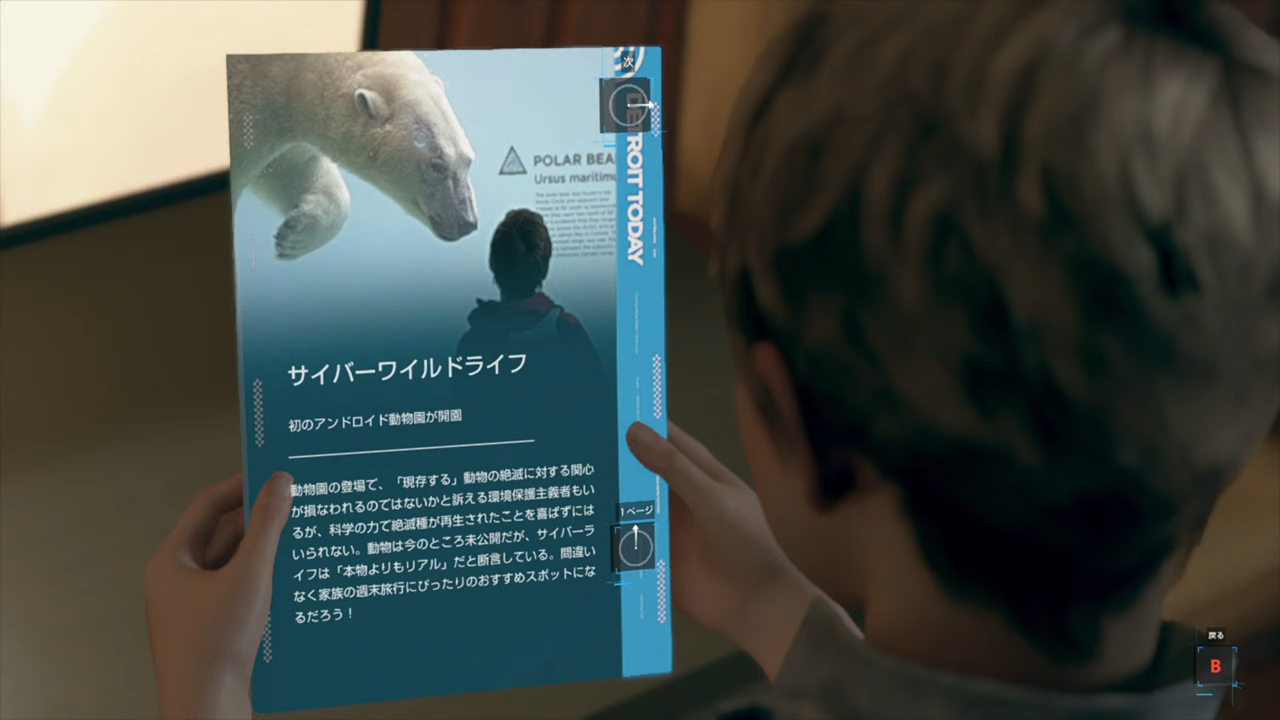 次
DETROIT TODAY
POLAR BEA
Ursus maritimu
サイバーワイルドライフ
初のアンドロイド動物園が開園
動物園の登場で、「現存する」動物の絶滅に対する関心
が損なわれるのではないかと訴える環境保護主義者もい
るが、科学の力で絶滅種が再生されたことを喜ばずには
いられない。動物は今のところ未公開だが、サイバーラ
イフは「本物よりもリアル」だと断言している。間違い
なく家族の週末旅行にぴったりのおすすめスポットにな
るだろう！
1ページ
戻る
B